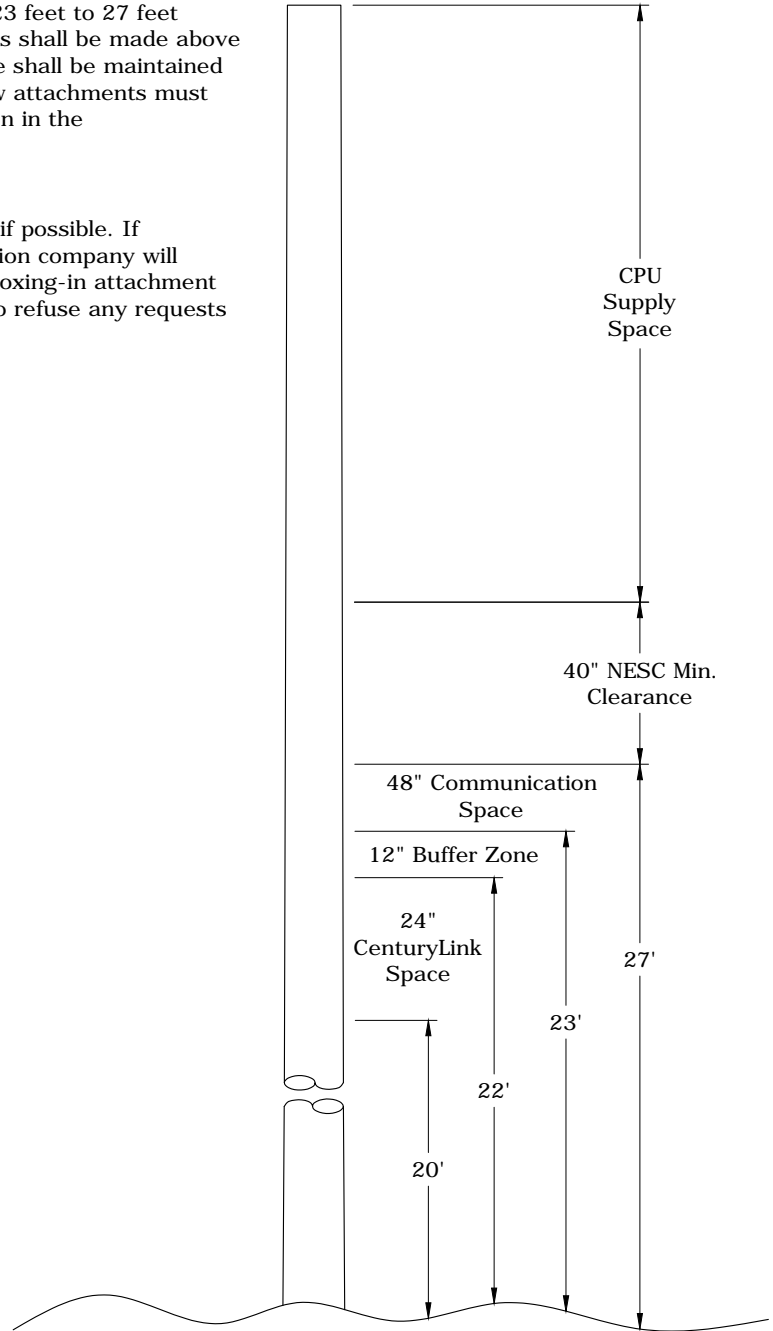 23 feet to 27 feet
s shall be made above
e shall be maintained
w attachments must
n in the
if possible. If
ion company will
oxing-in attachment
o refuse any requests
CPU
Supply
Space
40" NESC Min.
Clearance
48" Communication
Space
12" Buffer Zone
24"
CenturyLink
Space
27'
23'
22'
20'